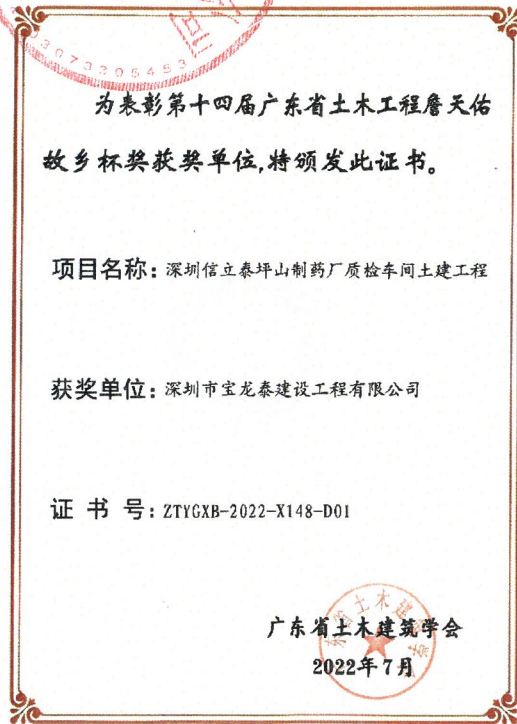 3073305453
为表彰第十四届广东省土木工程詹天佑
故乡杯奖获奖单位,特颁发此证书。
项目名称:深圳信立泰坪山制药厂质检车间土建工程
获奖单位:深圳市宝龙泰建设工程有限公司
证书号:ZTYGXB-2022-X148-D01
广东省土木建筑学会
2022年7月